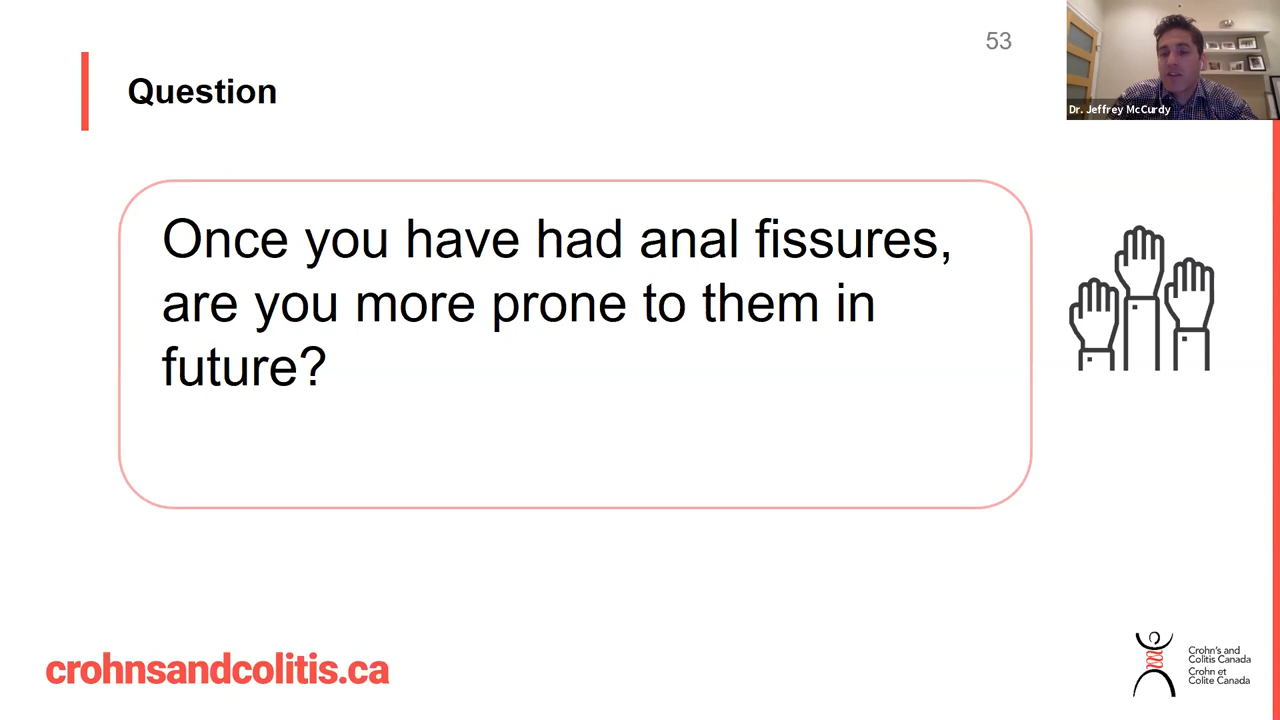 53
Question
Dr. Jeffrey McCurdy
Once you have had anal fissures,
are you more prone to them in
future?
crohnsandcolitis.ca
Crohn's and
Colitis Canada
Crohn et
Colite Canada